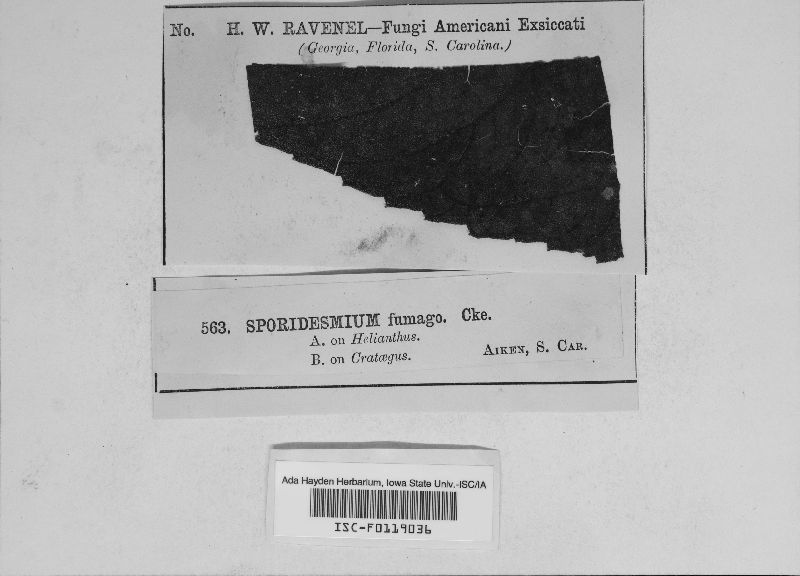 No. H. W. RAVENEL—Fungi Americani Exsiccati
(Georgia, Florida, S. Carolina.)
563. SPORIDESMIUM fumago. Cke.
A. on Helianthus.
B. on Cratægus. AIKEN, S. CAR.
Ada Hayden Herbarium, Iowa State Univ.-ISC/IA
ISC-F0119036